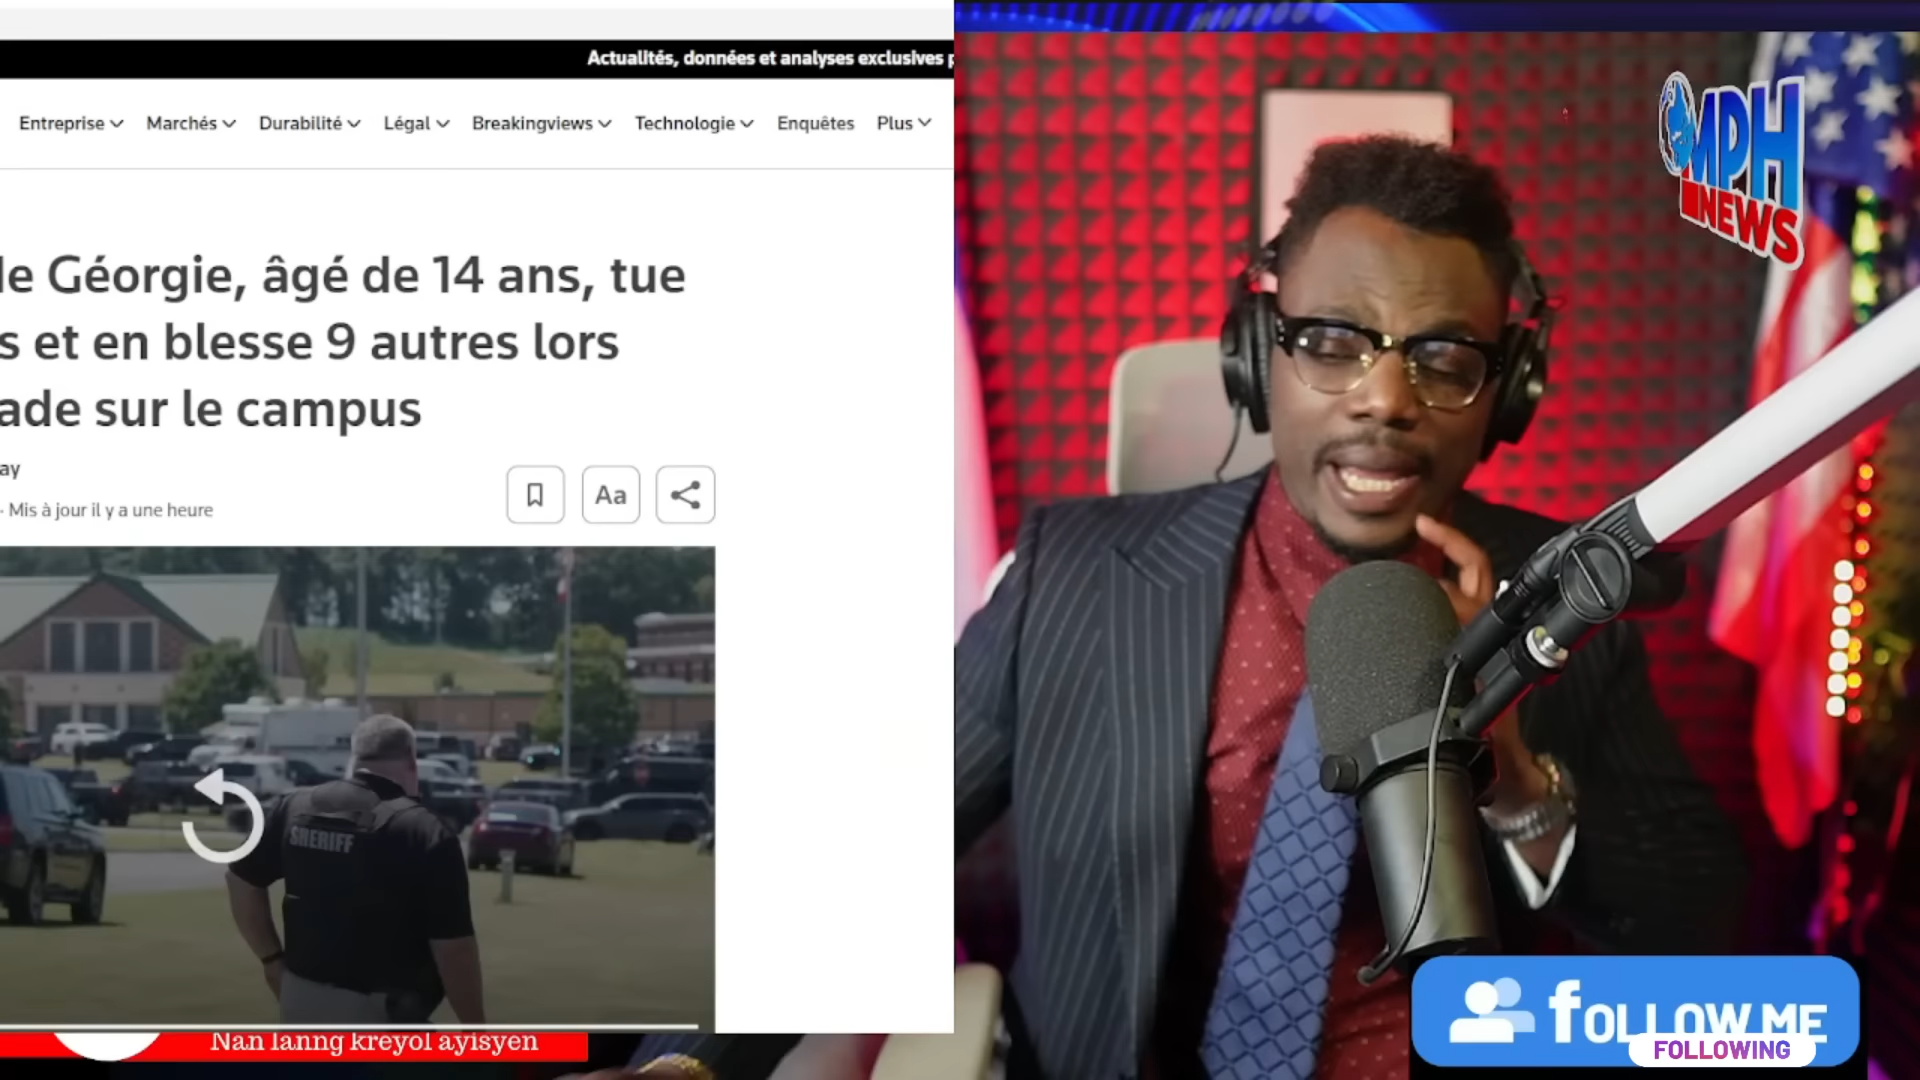 Actualités, données et analyses exclusives
Entreprise Marchés Durabilité Légal Breakingviews Technologie Enquêtes Plus
de Géorgie, âgé de 14 ans, tue
s et en blesse 9 autres lors
ade sur le campus
ay
- Mis à jour il y a une heure
Aa
SHERIFF
Nan lanng kreyol ayisyen
MPH
NEWS
FOLLOW ME
FOLLOWING